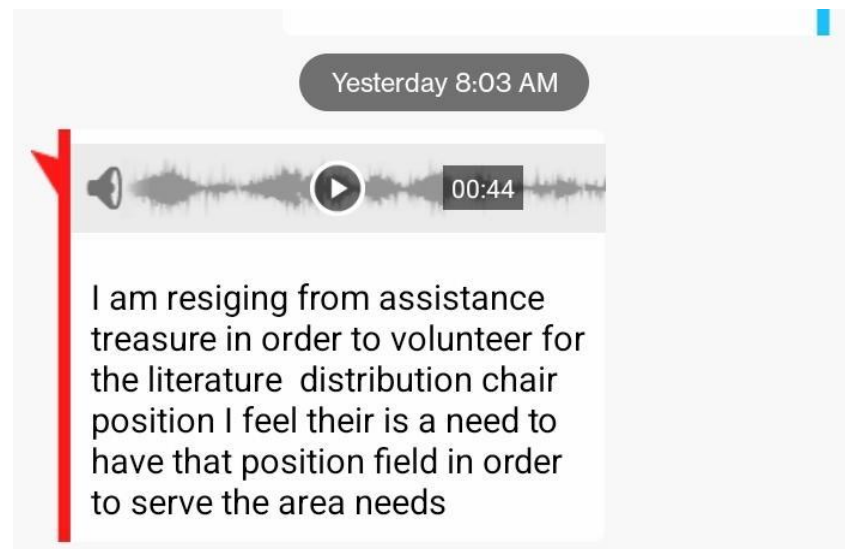 Yesterday 8:03 AM
00:44
I am resiging from assistance
treasure in order to volunteer for
the literature  distribution chair
position I feel their is a need to
have that position field in order
to serve the area needs